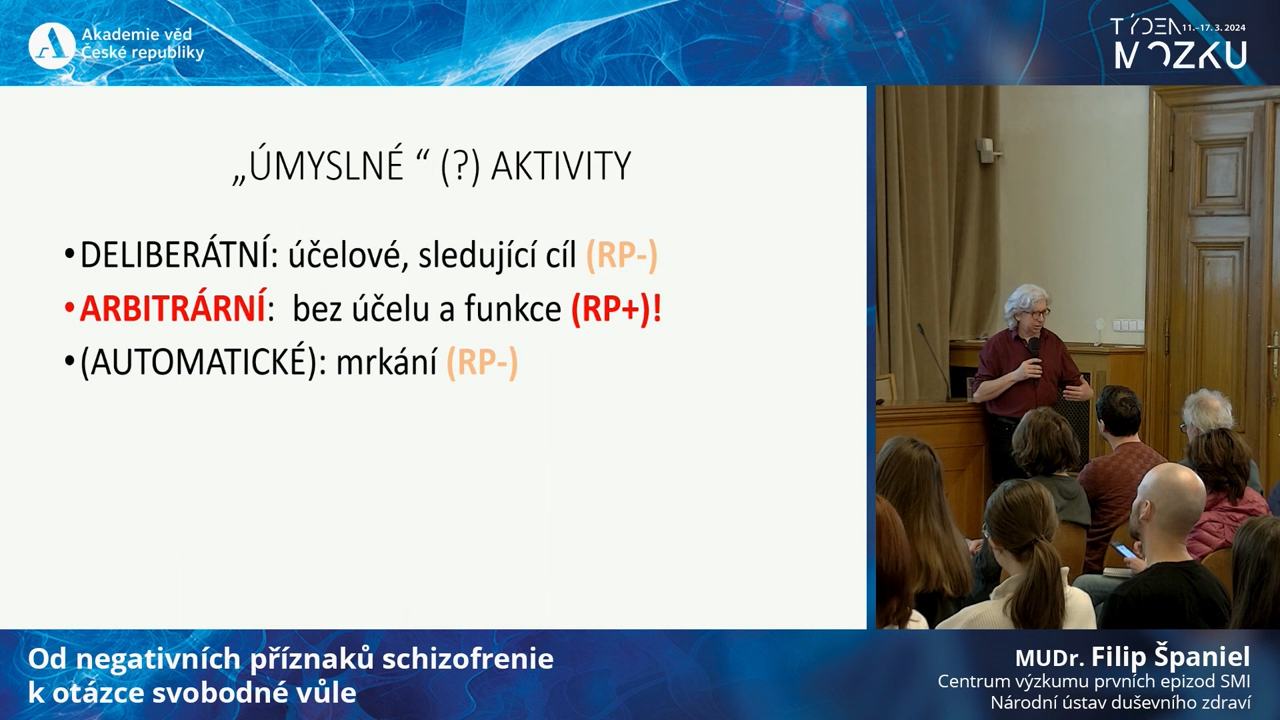 Akademie věd
České republiky
TÝDEN 11.–17. 3. 2024
MOZKU
„ÚMYSLNÉ “ (?) AKTIVITY
•DELIBERÁTNÍ: účelové, sledující cíl (RP-)
•ARBITRÁRNÍ: bez účelu a funkce (RP+)!
•(AUTOMATICKÉ): mrkání (RP-)
Od negativních příznaků schizofrenie
k otázce svobodné vůle
MUDr. Filip Španiel
Centrum výzkumu prvních epizod SMI
Národní ústav duševního zdraví